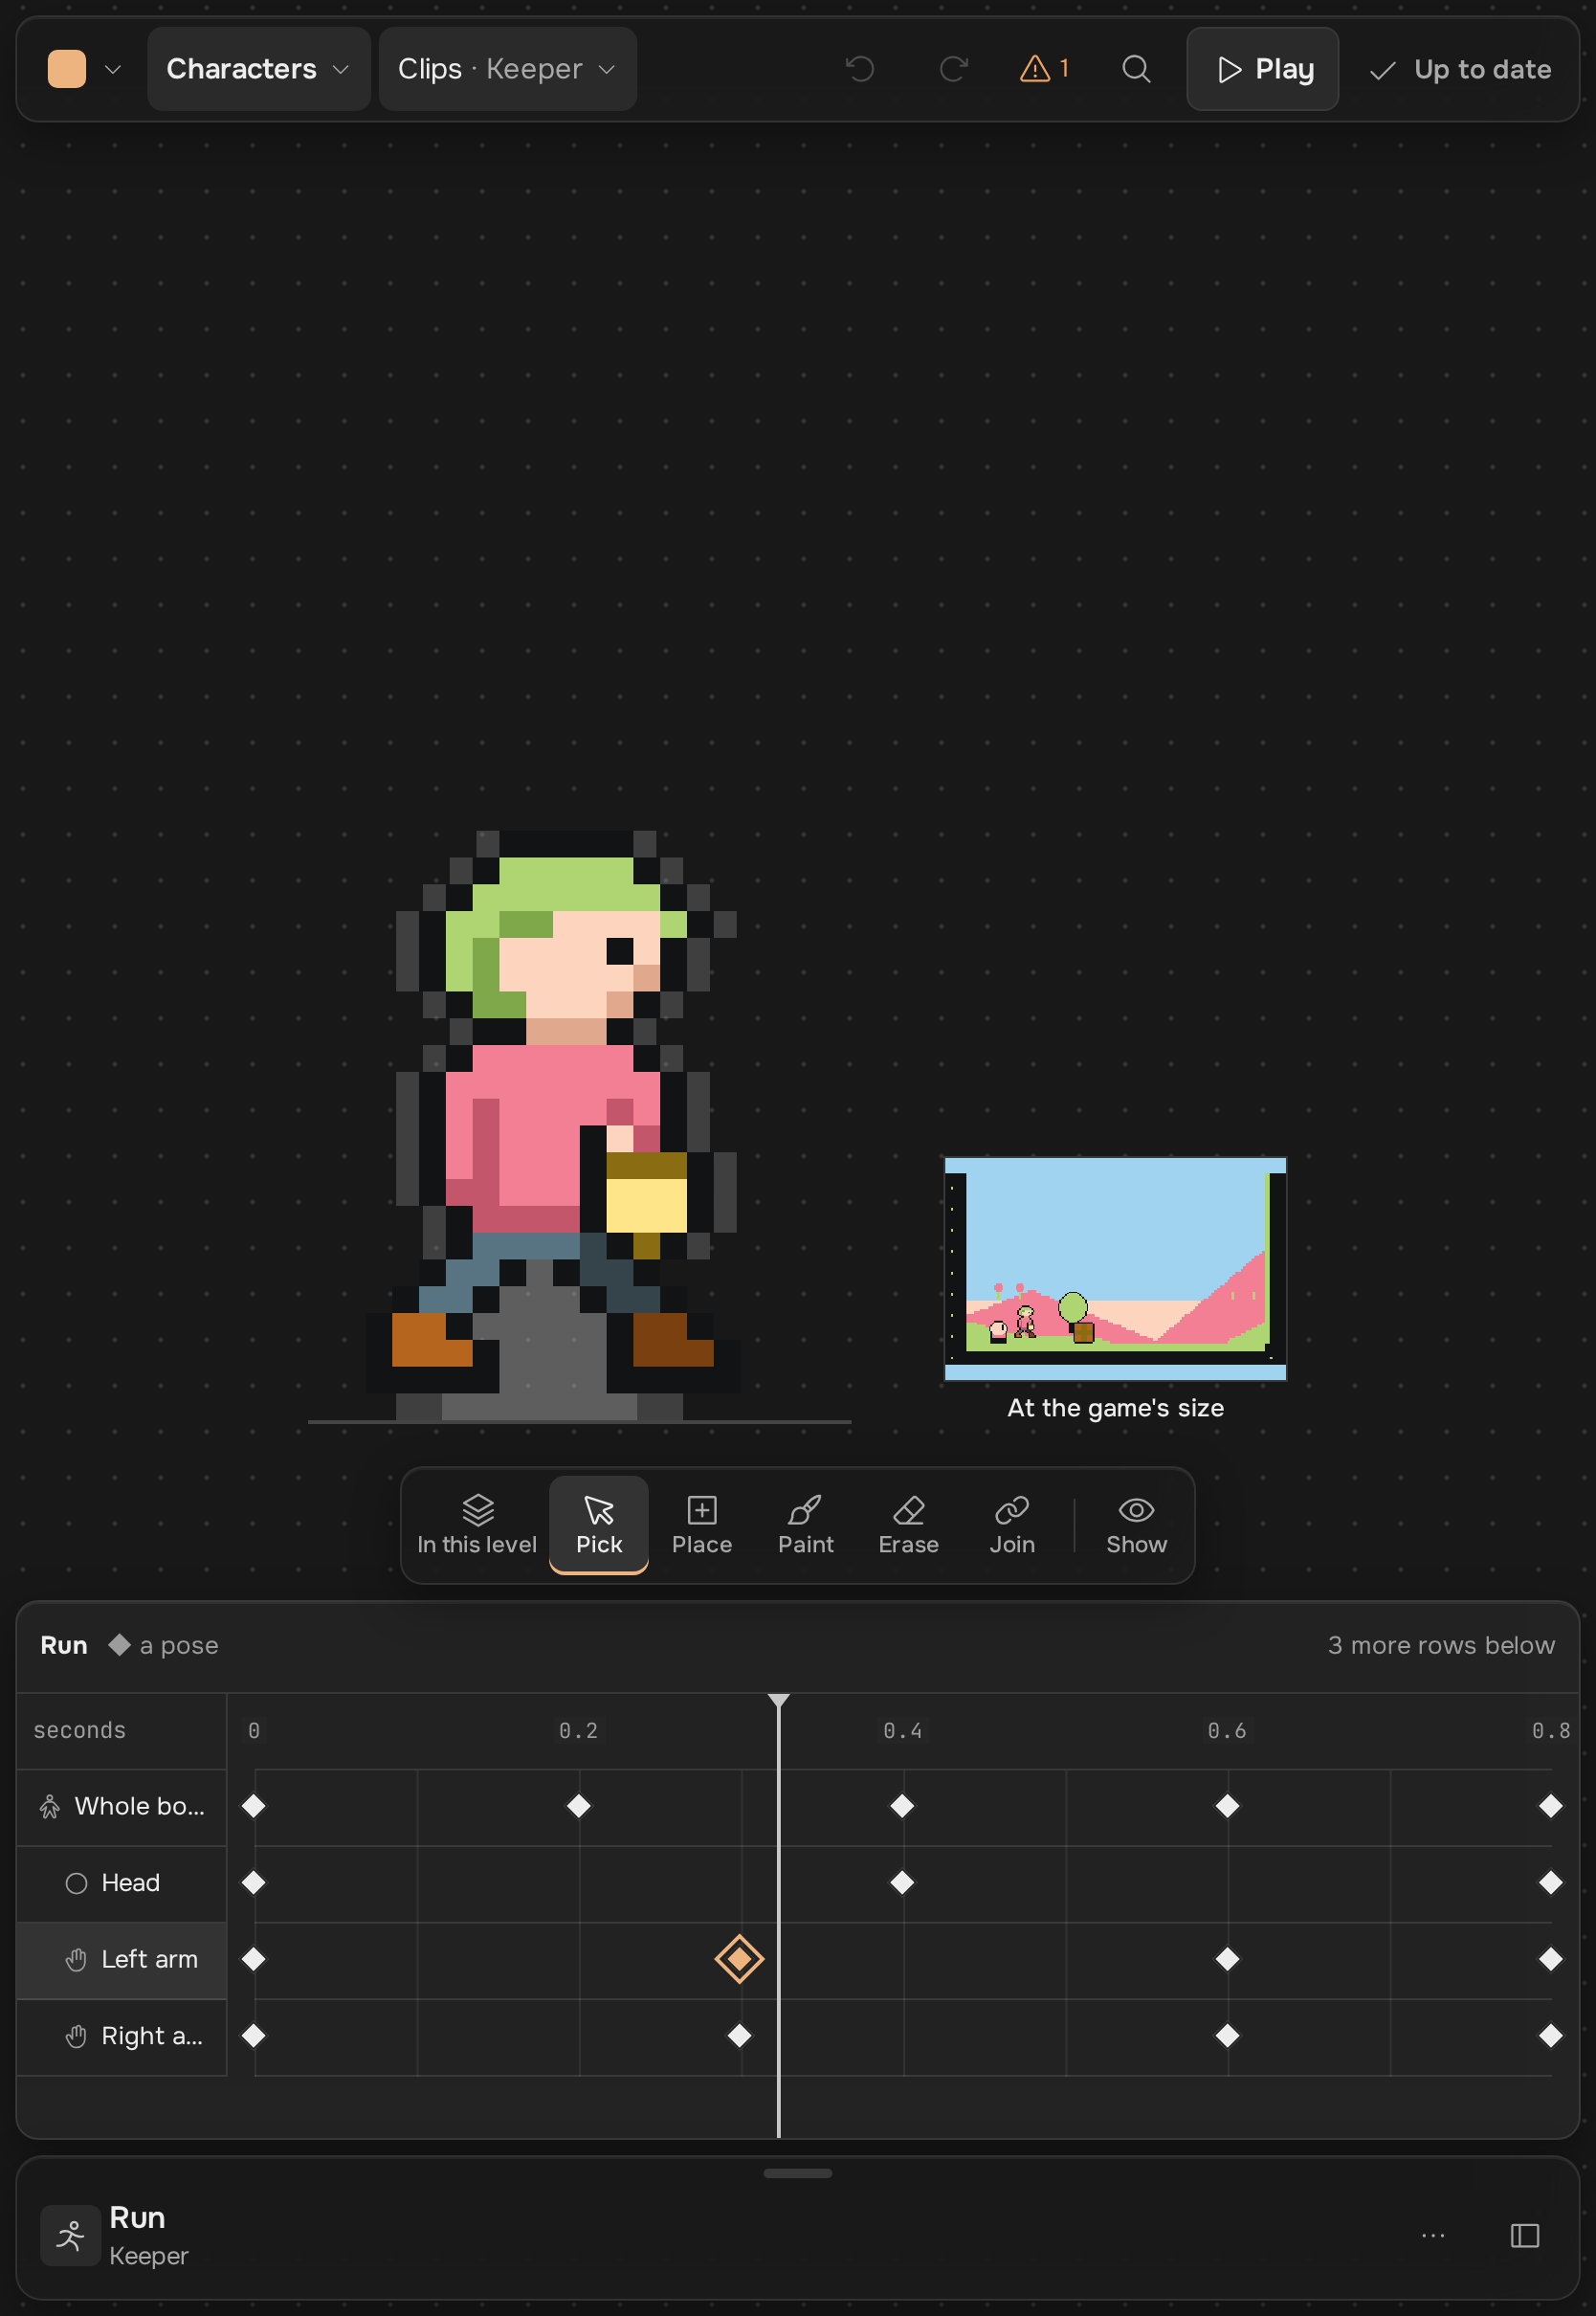 Characters
Clips · Keeper
1
Play
Up to date
At the game's size
In this level
Pick
Place
Paint
Erase
Join
Show
Run
a pose
3 more rows below
seconds
0
0.2
0.4
0.6
0.8
Whole bo...
Head
Left arm
Right a...
Run
Keeper